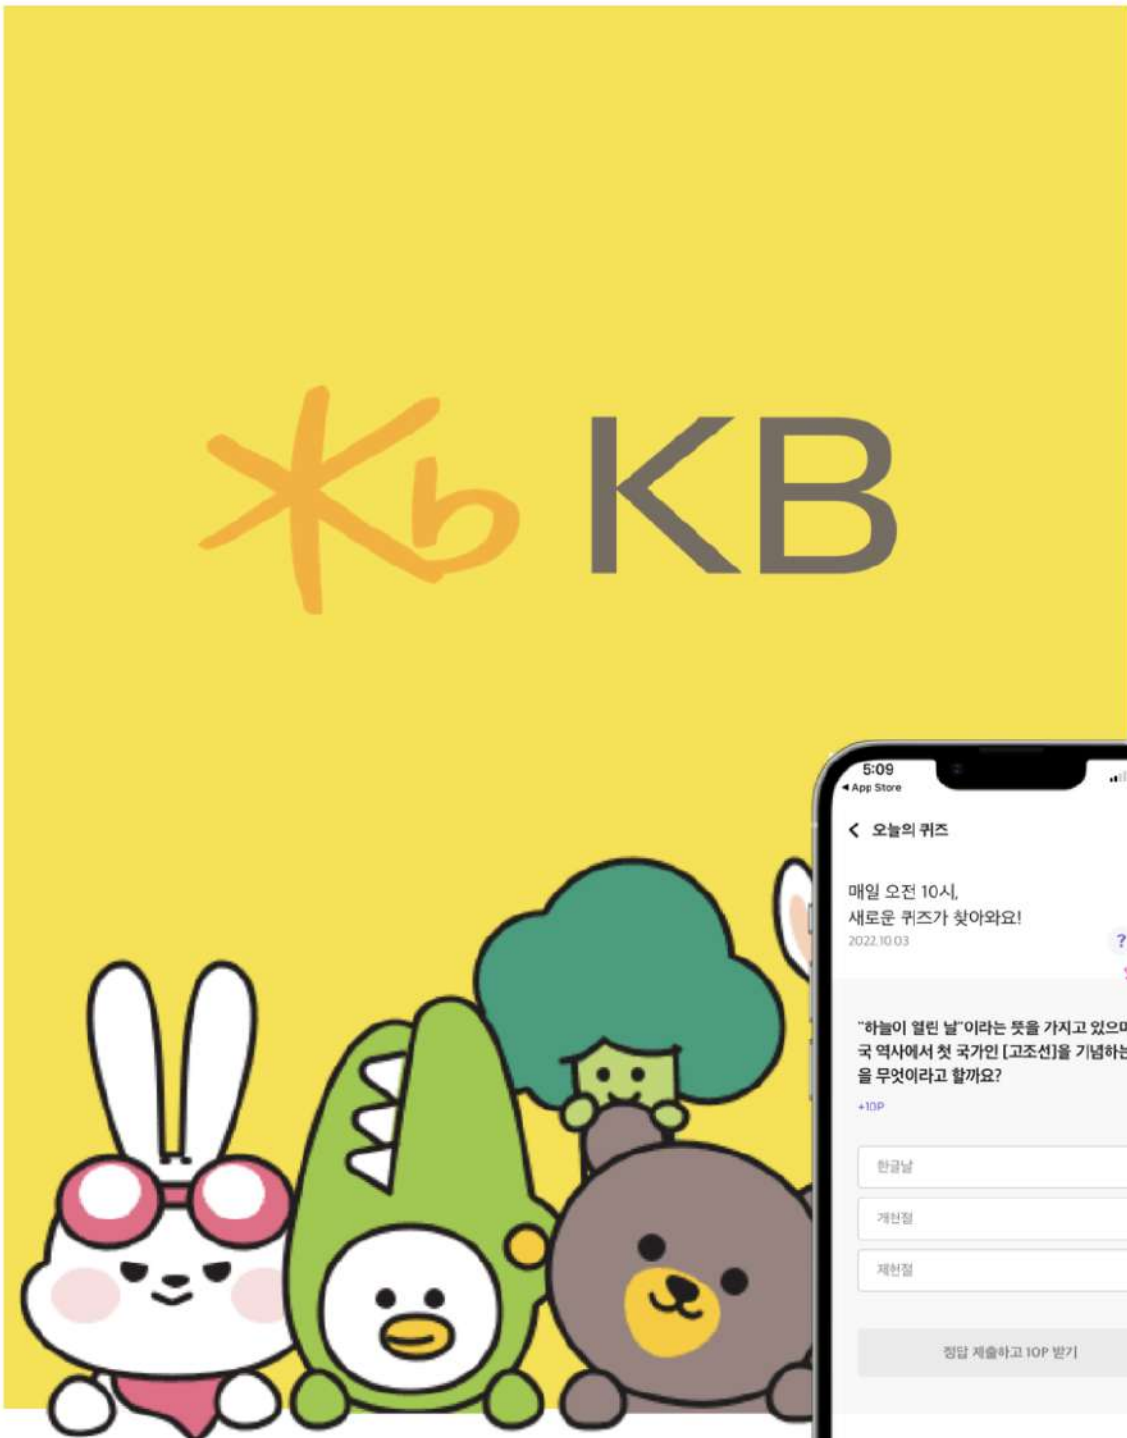 Kb KB
5:09
◀ App Store
오늘의 퀴즈
매일 오전 10시,
새로운 퀴즈가 찾아와요!
2022.10.03
?
"하늘이 열린 날"이라는 뜻을 가지고 있으며
국 역사에서 첫 국가인 [고조선]을 기념하는
을 무엇이라고 할까요?
+10P
한글날
개천절
제헌절
정답 제출하고 10P 받기